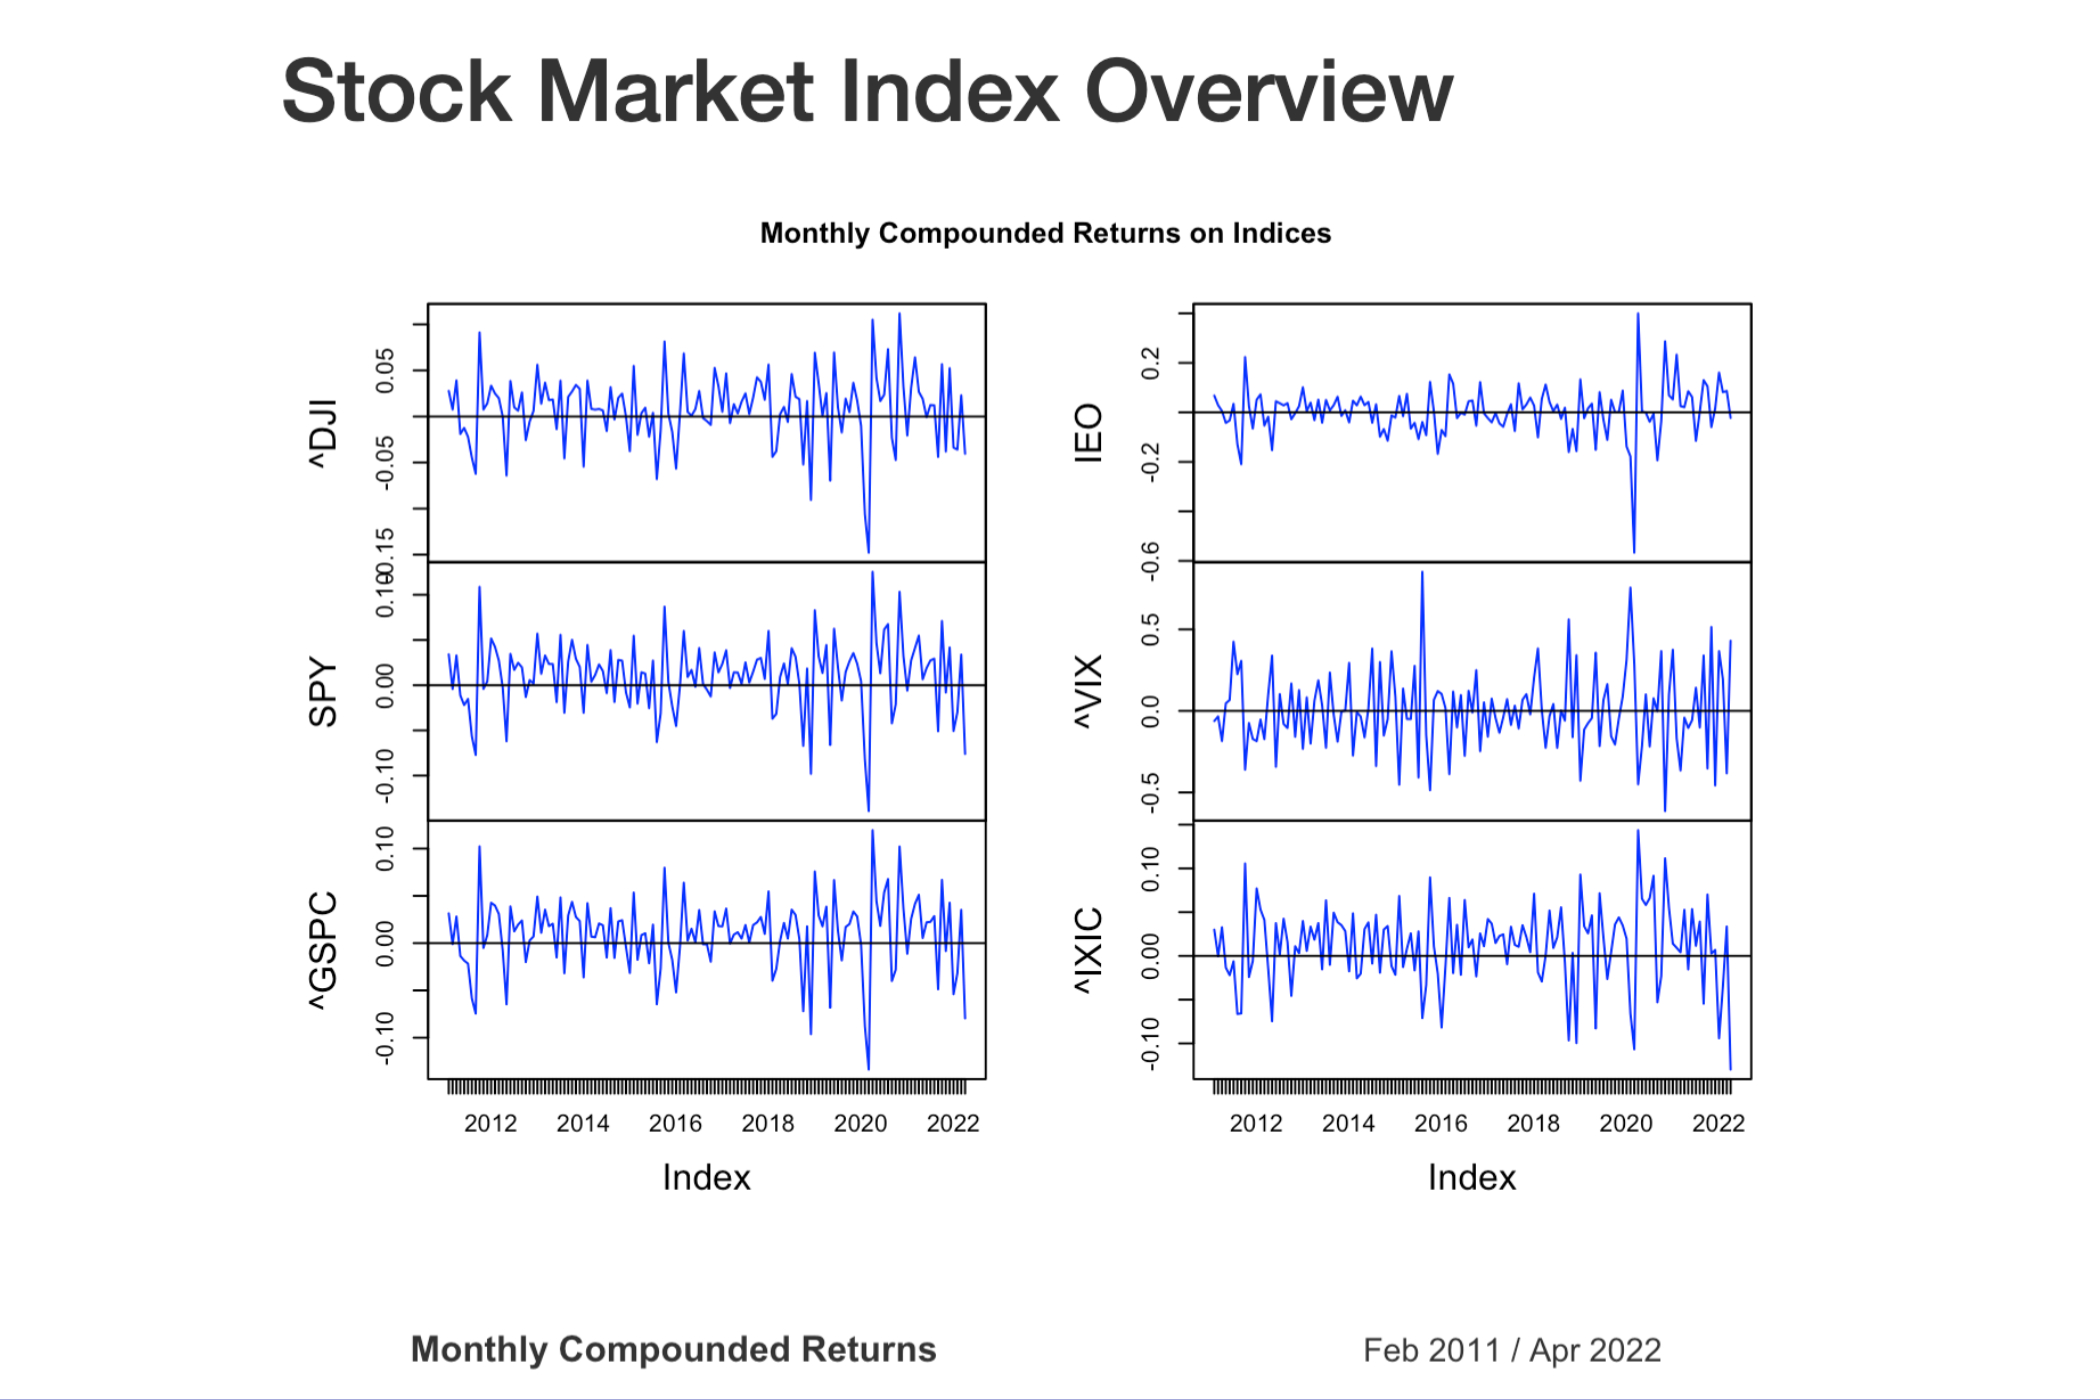 Stock Market Index Overview
Monthly Compounded Returns on Indices
^DJI
0.05
-0.05
-0.15
SPY
0.10
0.00
-0.10
^GSPC
0.10
0.00
-0.10
2012 2014 2016 2018 2020 2022
Index
IEO
0.2
-0.2
-0.6
^VIX
0.5
0.0
-0.5
^IXIC
0.10
0.00
-0.10
2012 2014 2016 2018 2020 2022
Index
Monthly Compounded Returns
Feb 2011 / Apr 2022